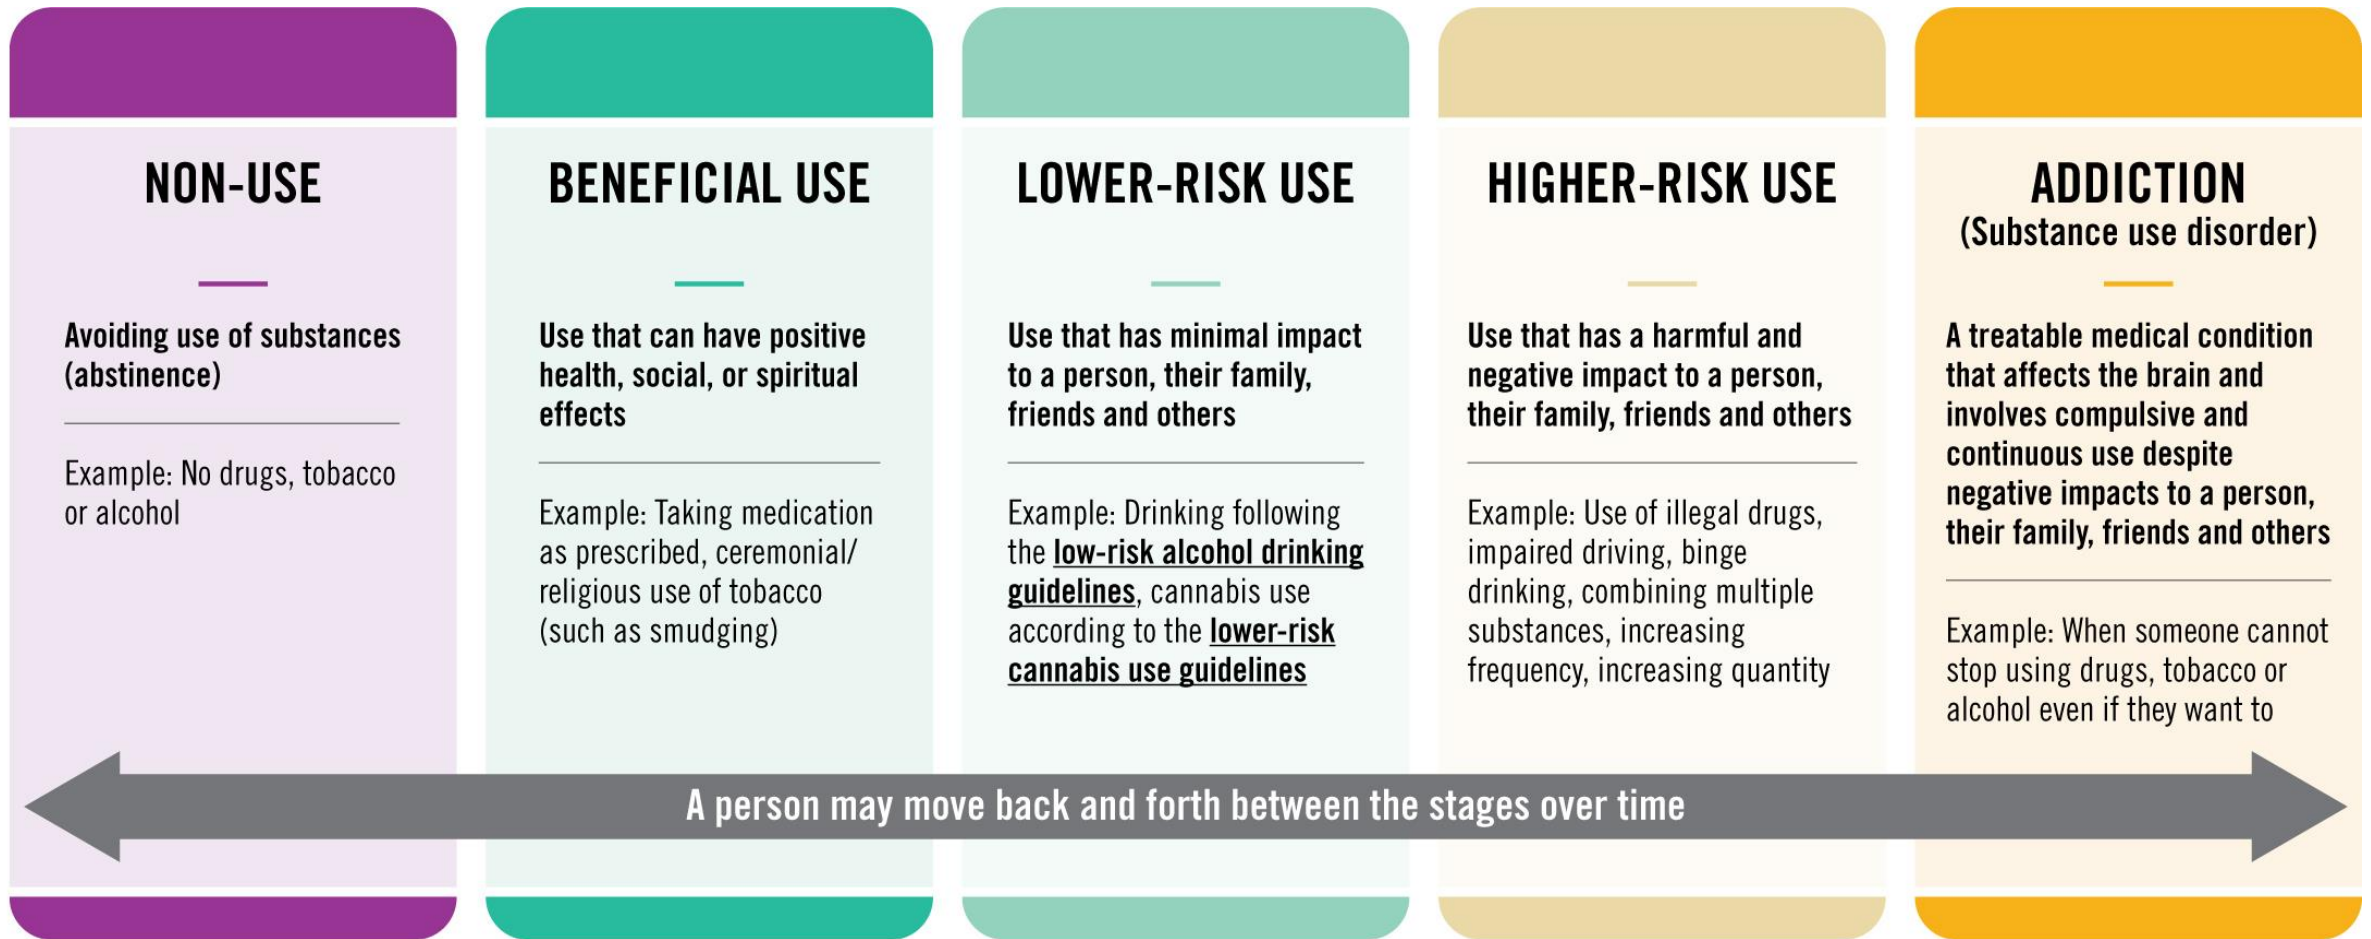 NON-USE
Avoiding use of substances
(abstinence)
Example: No drugs, tobacco
or alcohol
BENEFICIAL USE
Use that can have positive
health, social, or spiritual
effects
Example: Taking medication
as prescribed, ceremonial/
religious use of tobacco
(such as smudging)
LOWER-RISK USE
Use that has minimal impact
to a person, their family,
friends and others
Example: Drinking following
the low-risk alcohol drinking
guidelines, cannabis use
according to the lower-risk
cannabis use guidelines
HIGHER-RISK USE
Use that has a harmful and
negative impact to a person,
their family, friends and others
Example: Use of illegal drugs,
impaired driving, binge
drinking, combining multiple
substances, increasing
frequency, increasing quantity
ADDICTION
(Substance use disorder)
A treatable medical condition
that affects the brain and
involves compulsive and
continuous use despite
negative impacts to a person,
their family, friends and others
Example: When someone cannot
stop using drugs, tobacco or
alcohol even if they want to
A person may move back and forth between the stages over time